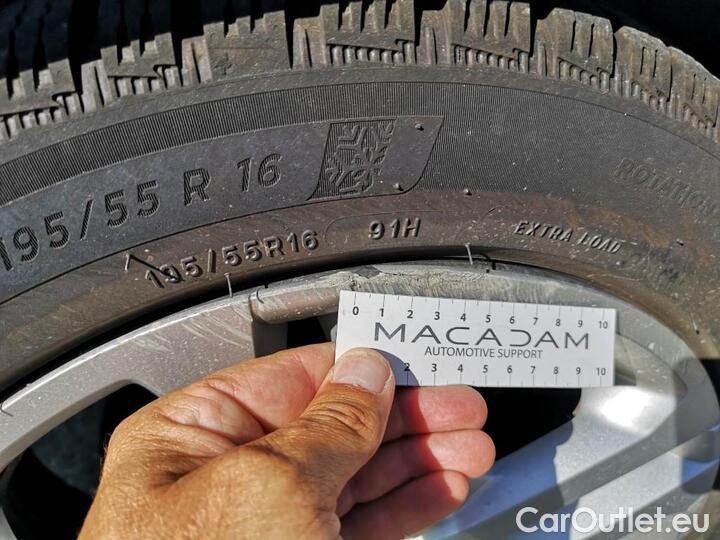 195/55 R 16
195/55R16 91H EXTRA LOAD
ROTATION
0 1 2 3 4 5 6 7 8 9 10
MACADAM
AUTOMOTIVE SUPPORT
2 3 4 5 6 7 8 9 10
CarOutlet.eu